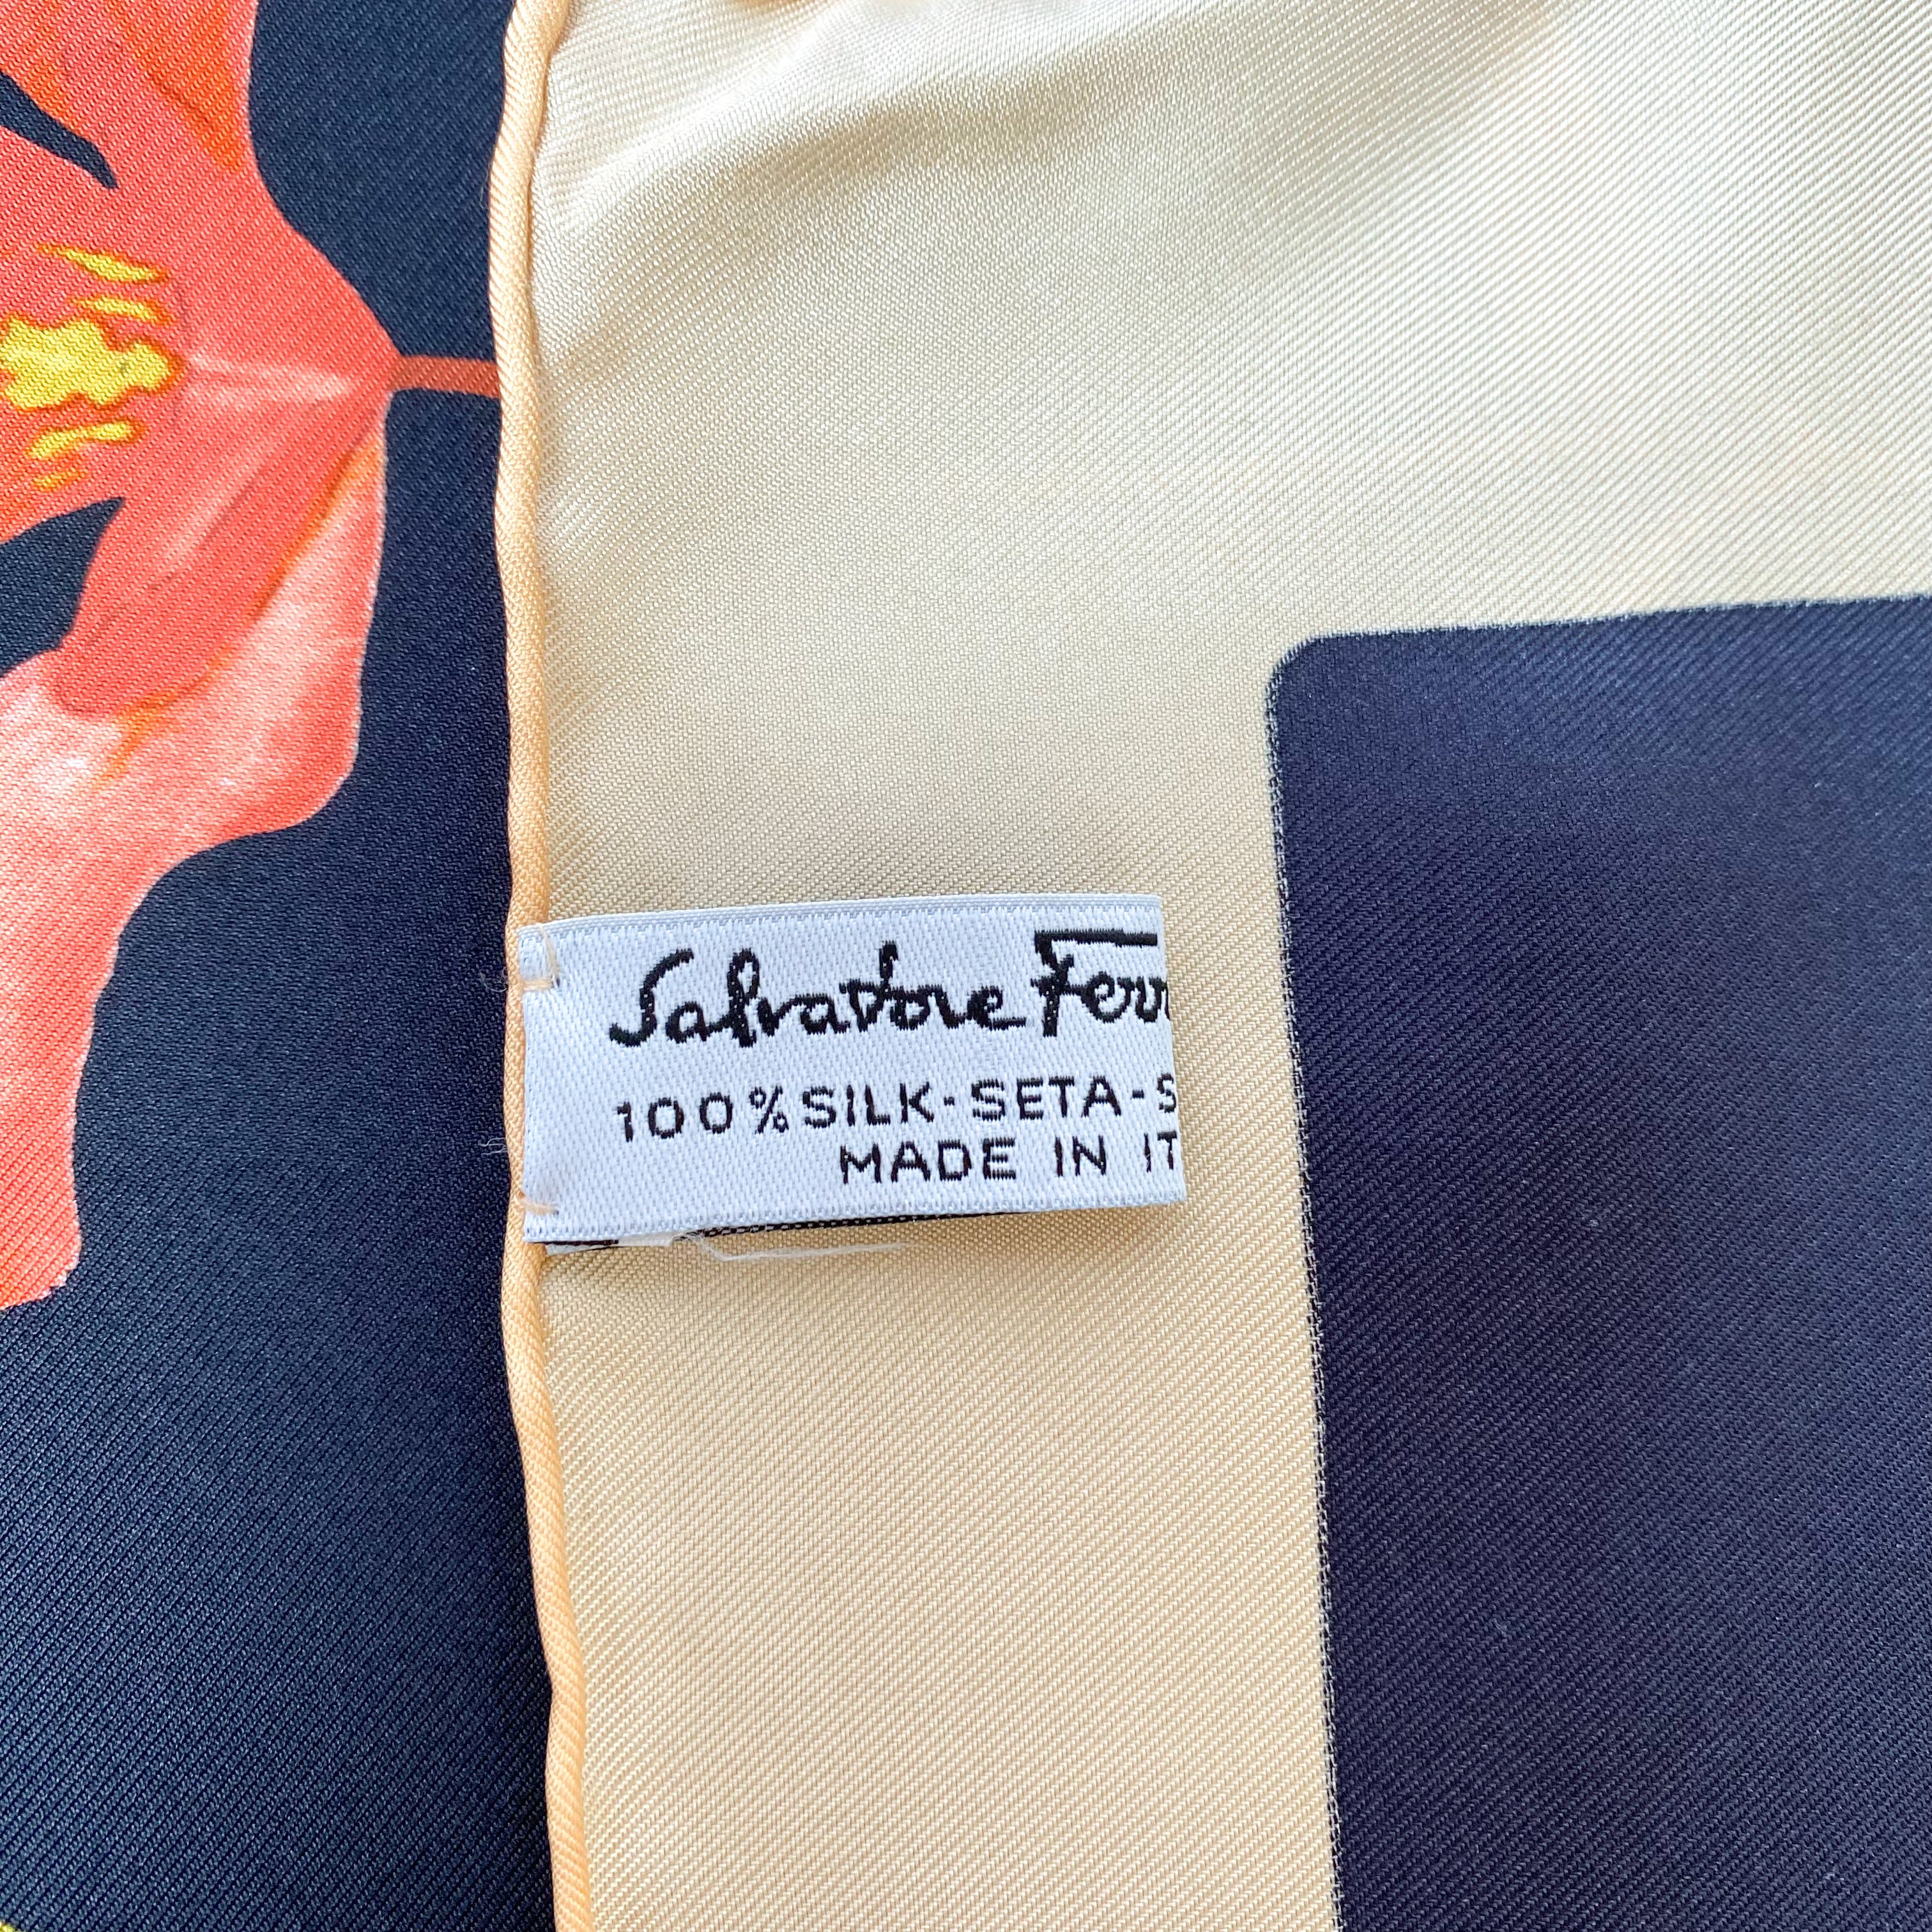 Salvatore Ferr
100% SILK-SETA-S
MADE IN IT